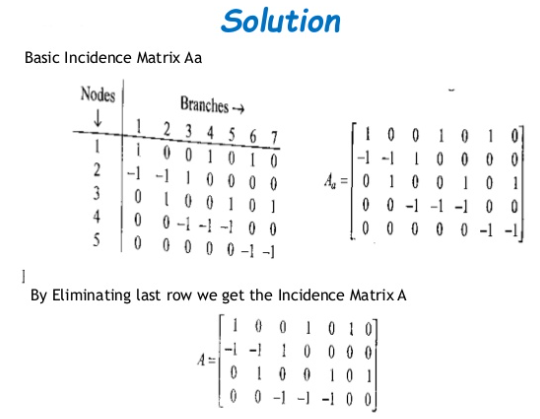 Solution
Basic Incidence Matrix Aa
Nodes Branches →
↓ 1 2 3 4 5 6 7
1 1 0 0 1 0 1 0
2 -1 -1 1 0 0 0 0
3 0 1 0 0 1 0 1
4 0 0 -1 -1 -1 0 0
5 0 0 0 0 0 -1 -1
1 0 0 1 0 1 0
-1 -1 1 0 0 0 0
Aa = 0 1 0 0 1 0 1
0 0 -1 -1 -1 0 0
0 0 0 0 0 -1 -1
]
By Eliminating last row we get the Incidence Matrix A
1 0 0 1 0 1 0
-1 -1 1 0 0 0 0
A = 0 1 0 0 1 0 1
0 0 -1 -1 -1 0 0